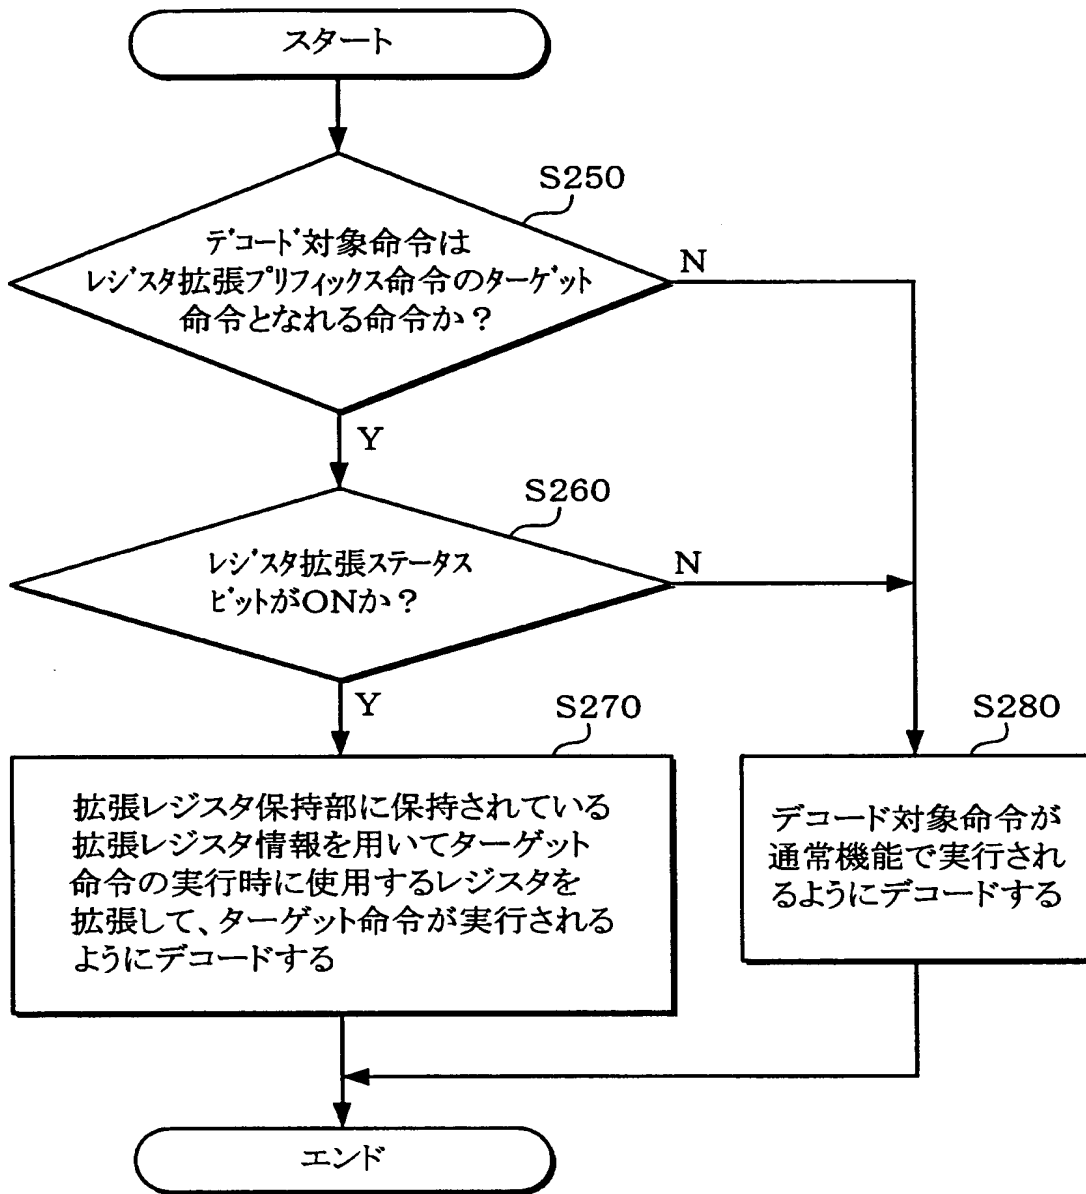 スタート
S250
デコード対象命令は
レジスタ拡張プリフィックス命令のターゲット
命令となれる命令か？
N
Y
S260
レジスタ拡張ステータス
ビットがONか？
N
Y
S270
拡張レジスタ保持部に保持されている
拡張レジスタ情報を用いてターゲット
命令の実行時に使用するレジスタを
拡張して、ターゲット命令が実行される
ようにデコードする
S280
デコード対象命令が
通常機能で実行され
るようにデコードする
エンド